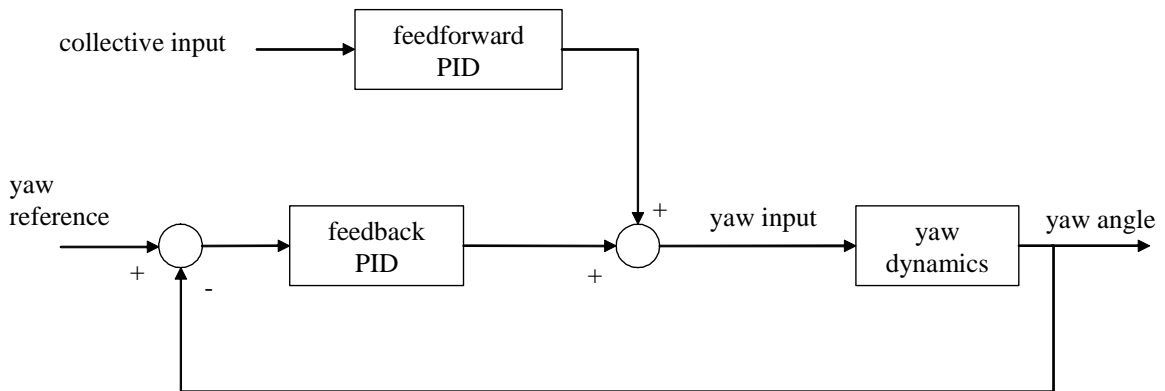 collective input
feedforward
PID
yaw
reference
+
-
feedback
PID
+
+
yaw input
yaw
dynamics
yaw angle